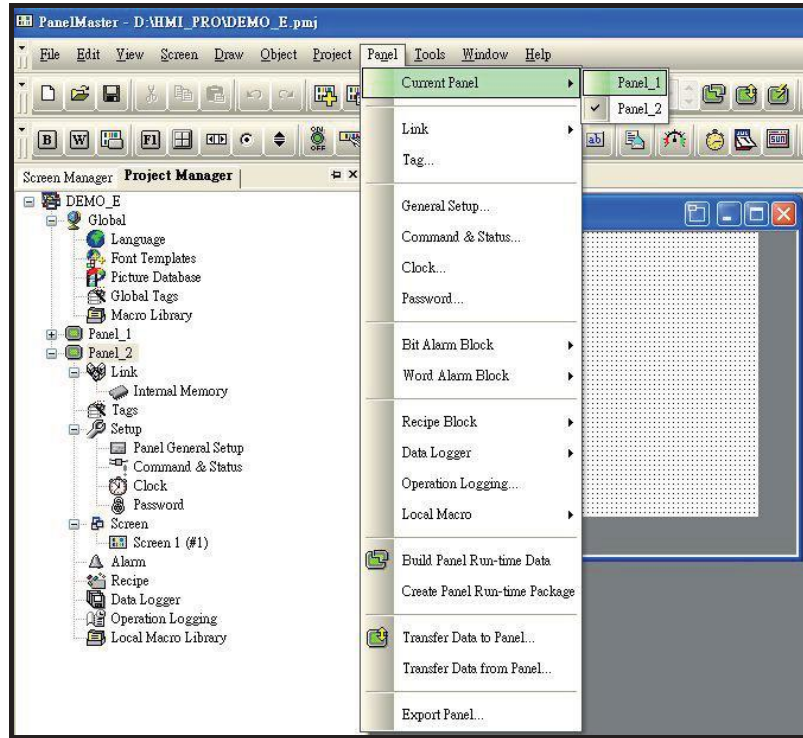 PanelMaster - D:\HMI_PRO\DEMO_E.pmj
File Edit View Screen Draw Object Project Panel Tools Window Help
B W F1 ON OFF ab SUN
Screen Manager Project Manager
DEMO_E
Global
Language
Font Templates
Picture Database
Global Tags
Macro Library
Panel_1
Panel_2
Link
Internal Memory
Tags
Setup
Panel General Setup
Command & Status
Clock
Password
Screen
Screen 1 (#1)
Alarm
Recipe
Data Logger
Operation Logging
Local Macro Library
Current Panel
Link
Tag...
General Setup...
Command & Status...
Clock...
Password...
Bit Alarm Block
Word Alarm Block
Recipe Block
Data Logger
Operation Logging...
Local Macro
Build Panel Run-time Data
Create Panel Run-time Package
Transfer Data to Panel...
Transfer Data from Panel...
Export Panel...
Panel_1
Panel_2